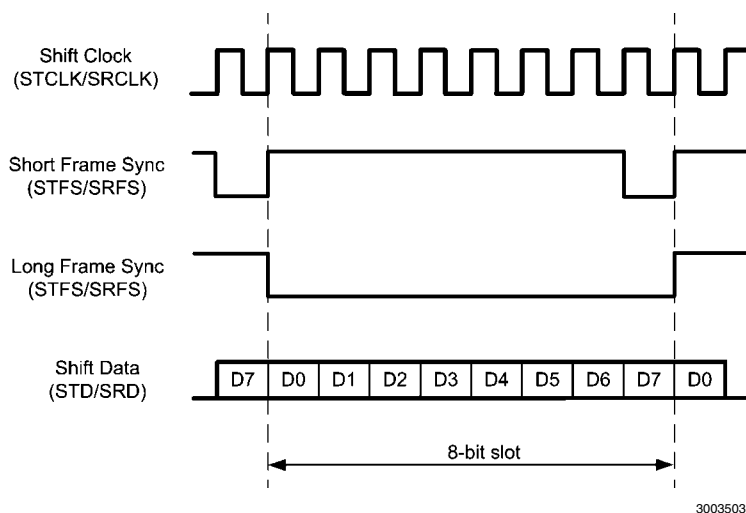 Shift Clock
(STCLK/SRCLK)
Short Frame Sync
(STFS/SRFS)
Long Frame Sync
(STFS/SRFS)
Shift Data
(STD/SRD)
D7 D0 D1 D2 D3 D4 D5 D6 D7 D0
8-bit slot
3003503